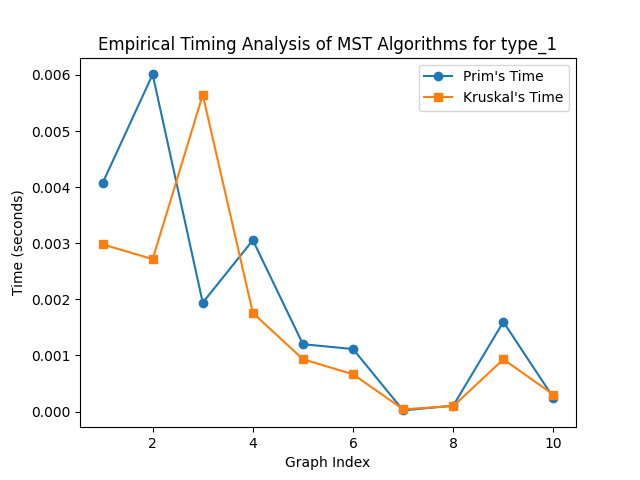 Empirical Timing Analysis of MST Algorithms for type_1
Prim's Time
Kruskal's Time
Time (seconds)
0.006
0.005
0.004
0.003
0.002
0.001
0.000
2 4 6 8 10
Graph Index